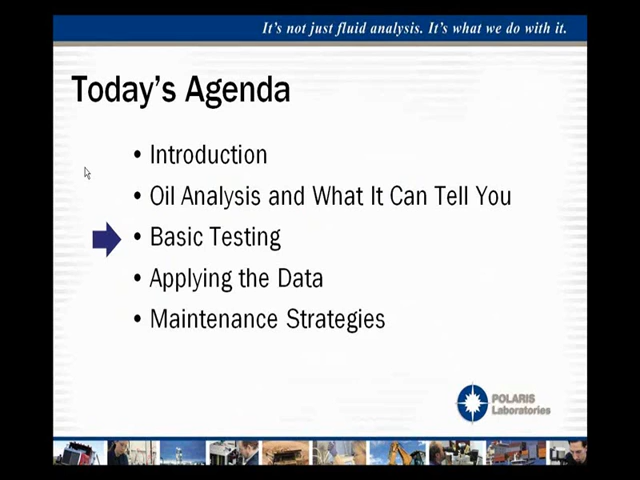 It's not just fluid analysis. It's what we do with it.
Today's Agenda
• Introduction
• Oil Analysis and What It Can Tell You
• Basic Testing
• Applying the Data
• Maintenance Strategies
POLARIS
Laboratories